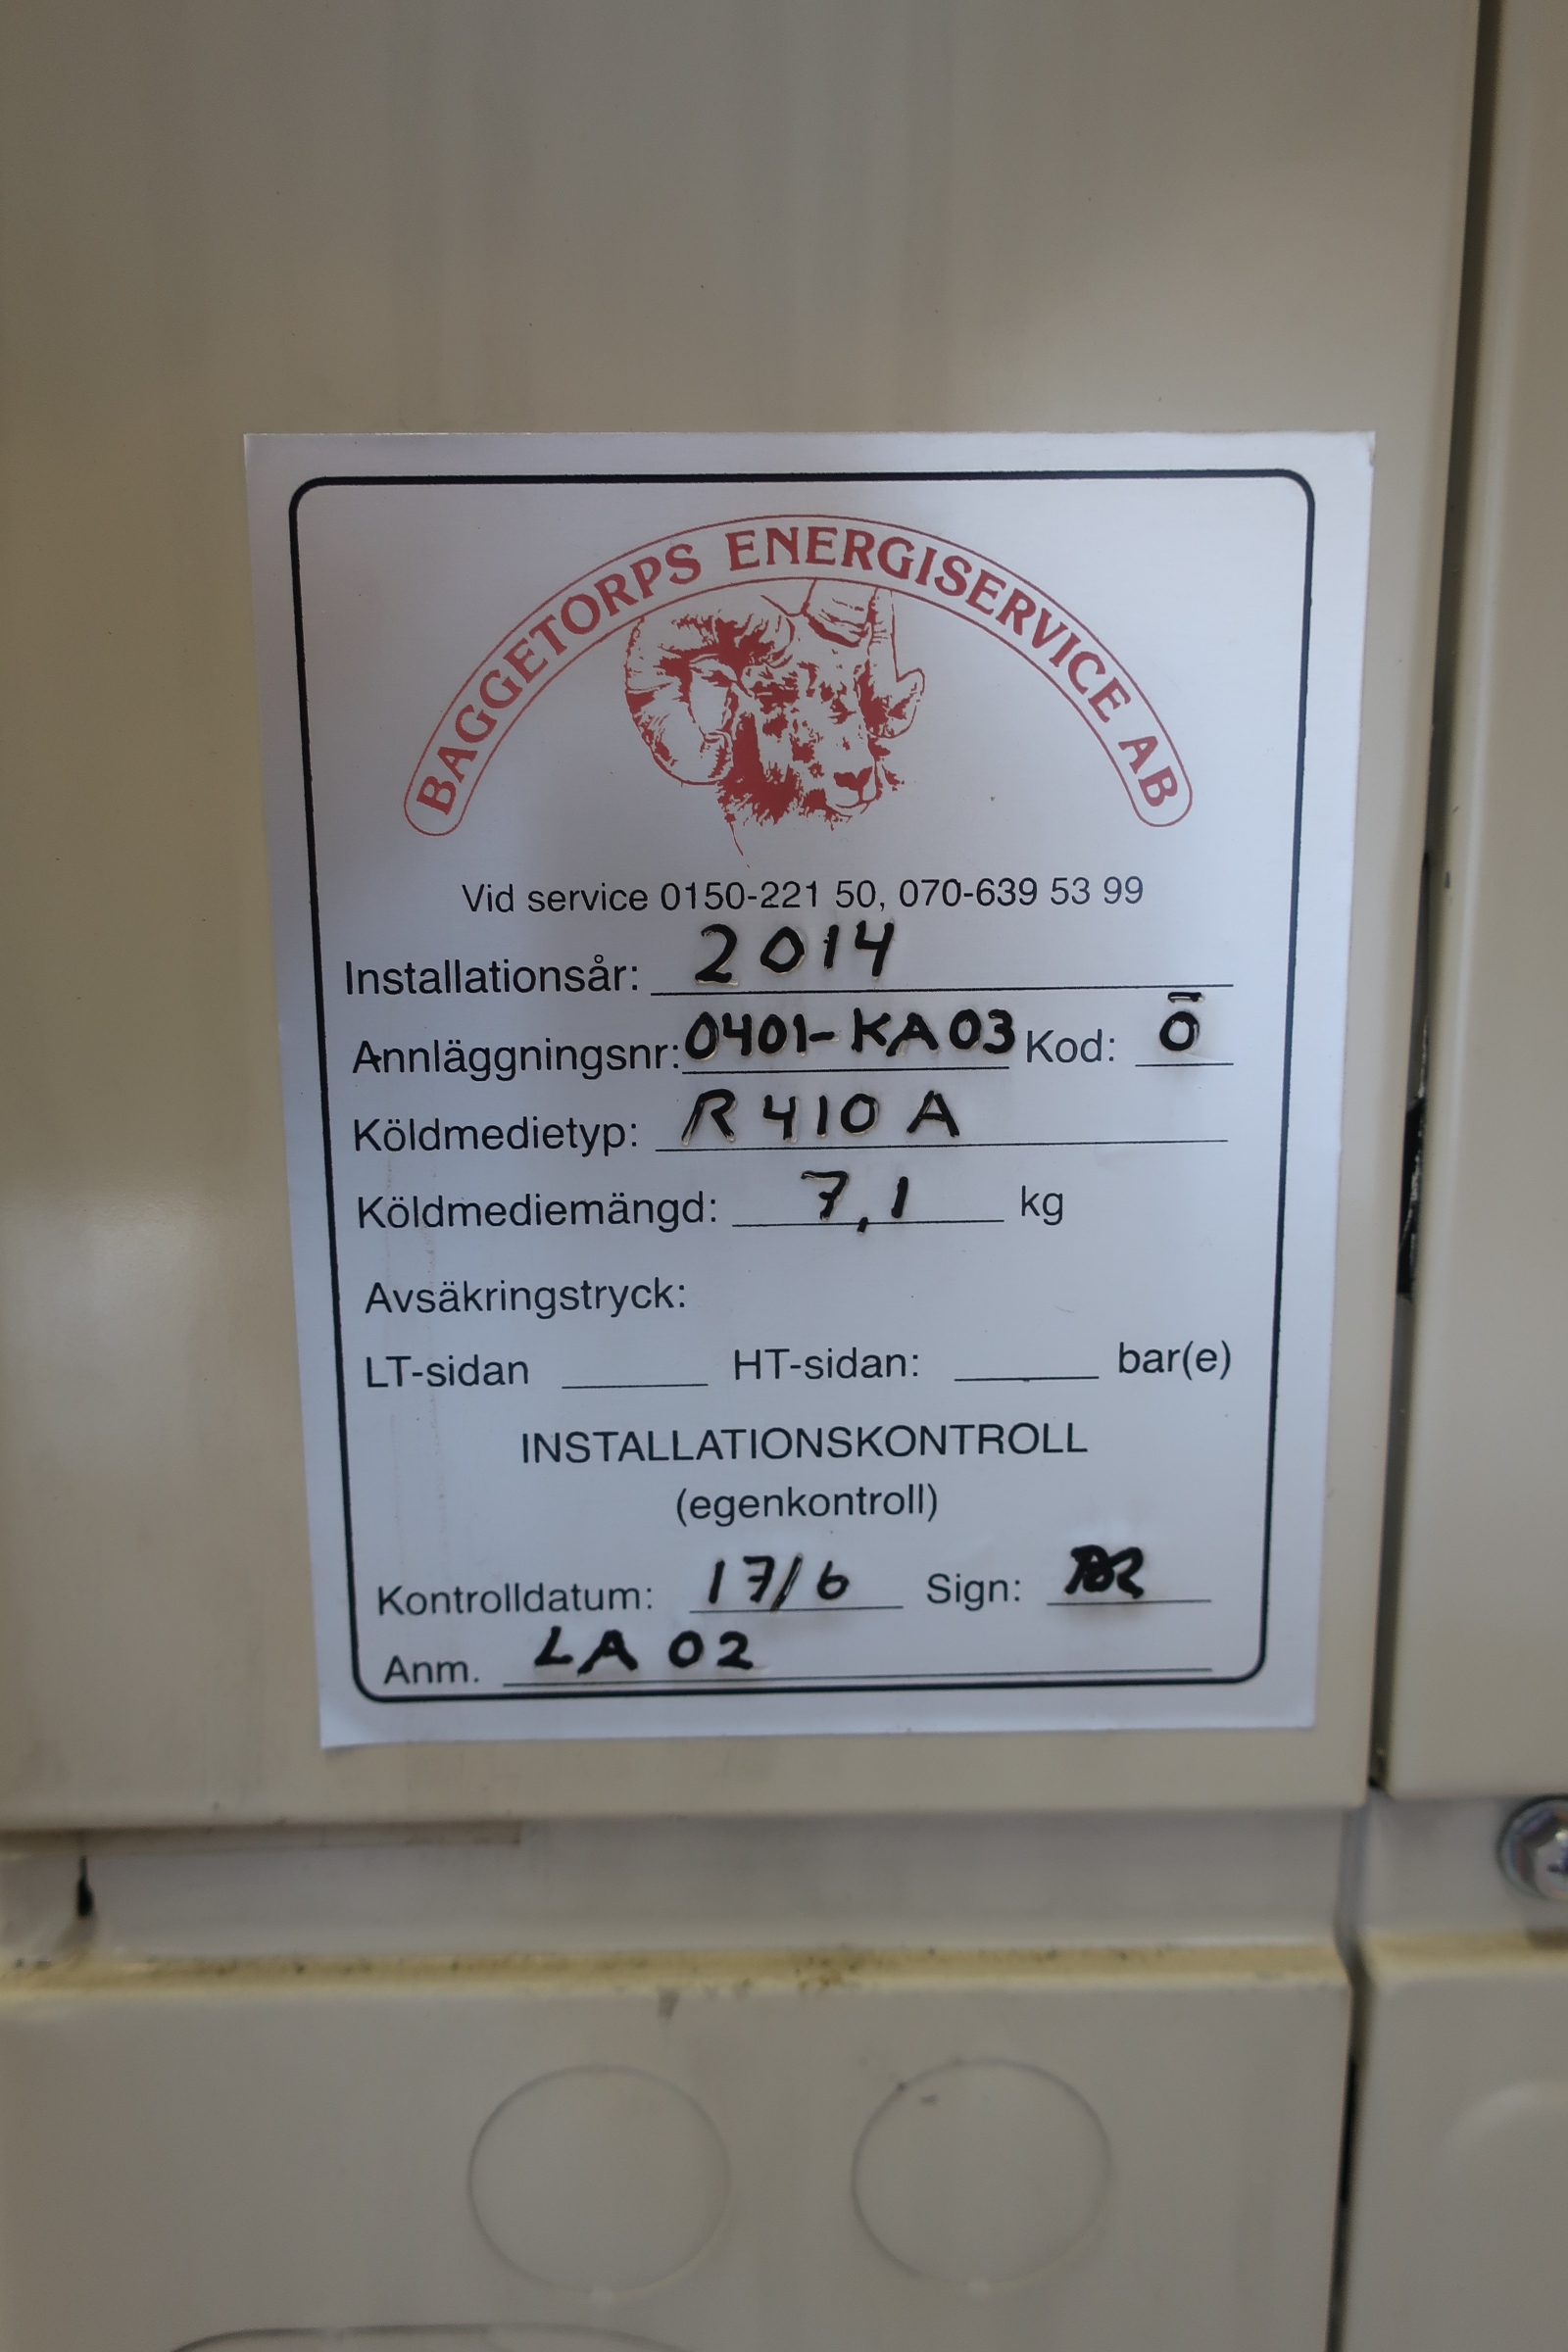 BAGGETORPS ENERGISERVICE AB
Vid service 0150-221 50, 070-639 53 99
Installationsår: 2014
Annläggningsnr: 0401-KA03 Kod: Ō
Köldmedietyp: R410A
Köldmediemängd: 7,1 kg
Avsäkringstryck:
LT-sidan HT-sidan: bar(e)
INSTALLATIONSKONTROLL
(egenkontroll)
Kontrolldatum: 17/6 Sign:
Anm. LA 02